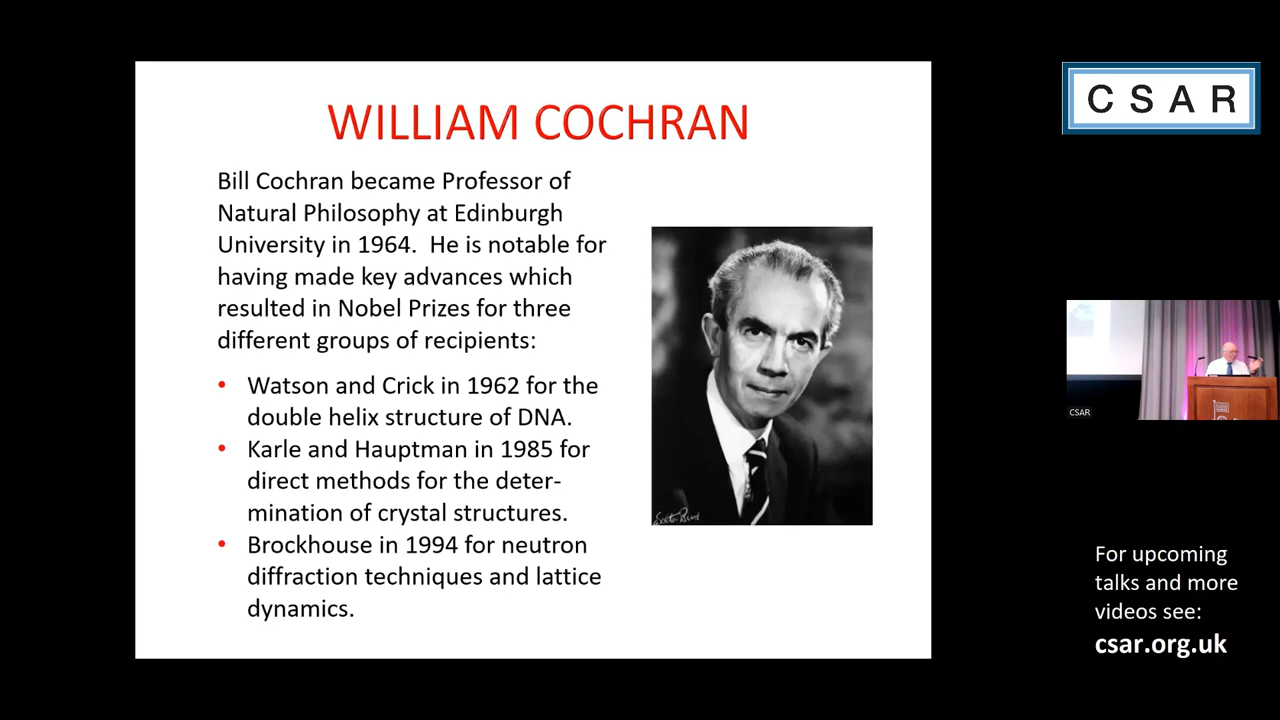 WILLIAM COCHRAN
Bill Cochran became Professor of
Natural Philosophy at Edinburgh
University in 1964. He is notable for
having made key advances which
resulted in Nobel Prizes for three
different groups of recipients:
• Watson and Crick in 1962 for the
double helix structure of DNA.
• Karle and Hauptman in 1985 for
direct methods for the deter-
mination of crystal structures.
• Brockhouse in 1994 for neutron
diffraction techniques and lattice
dynamics.
CSAR
CSAR
For upcoming
talks and more
videos see:
csar.org.uk